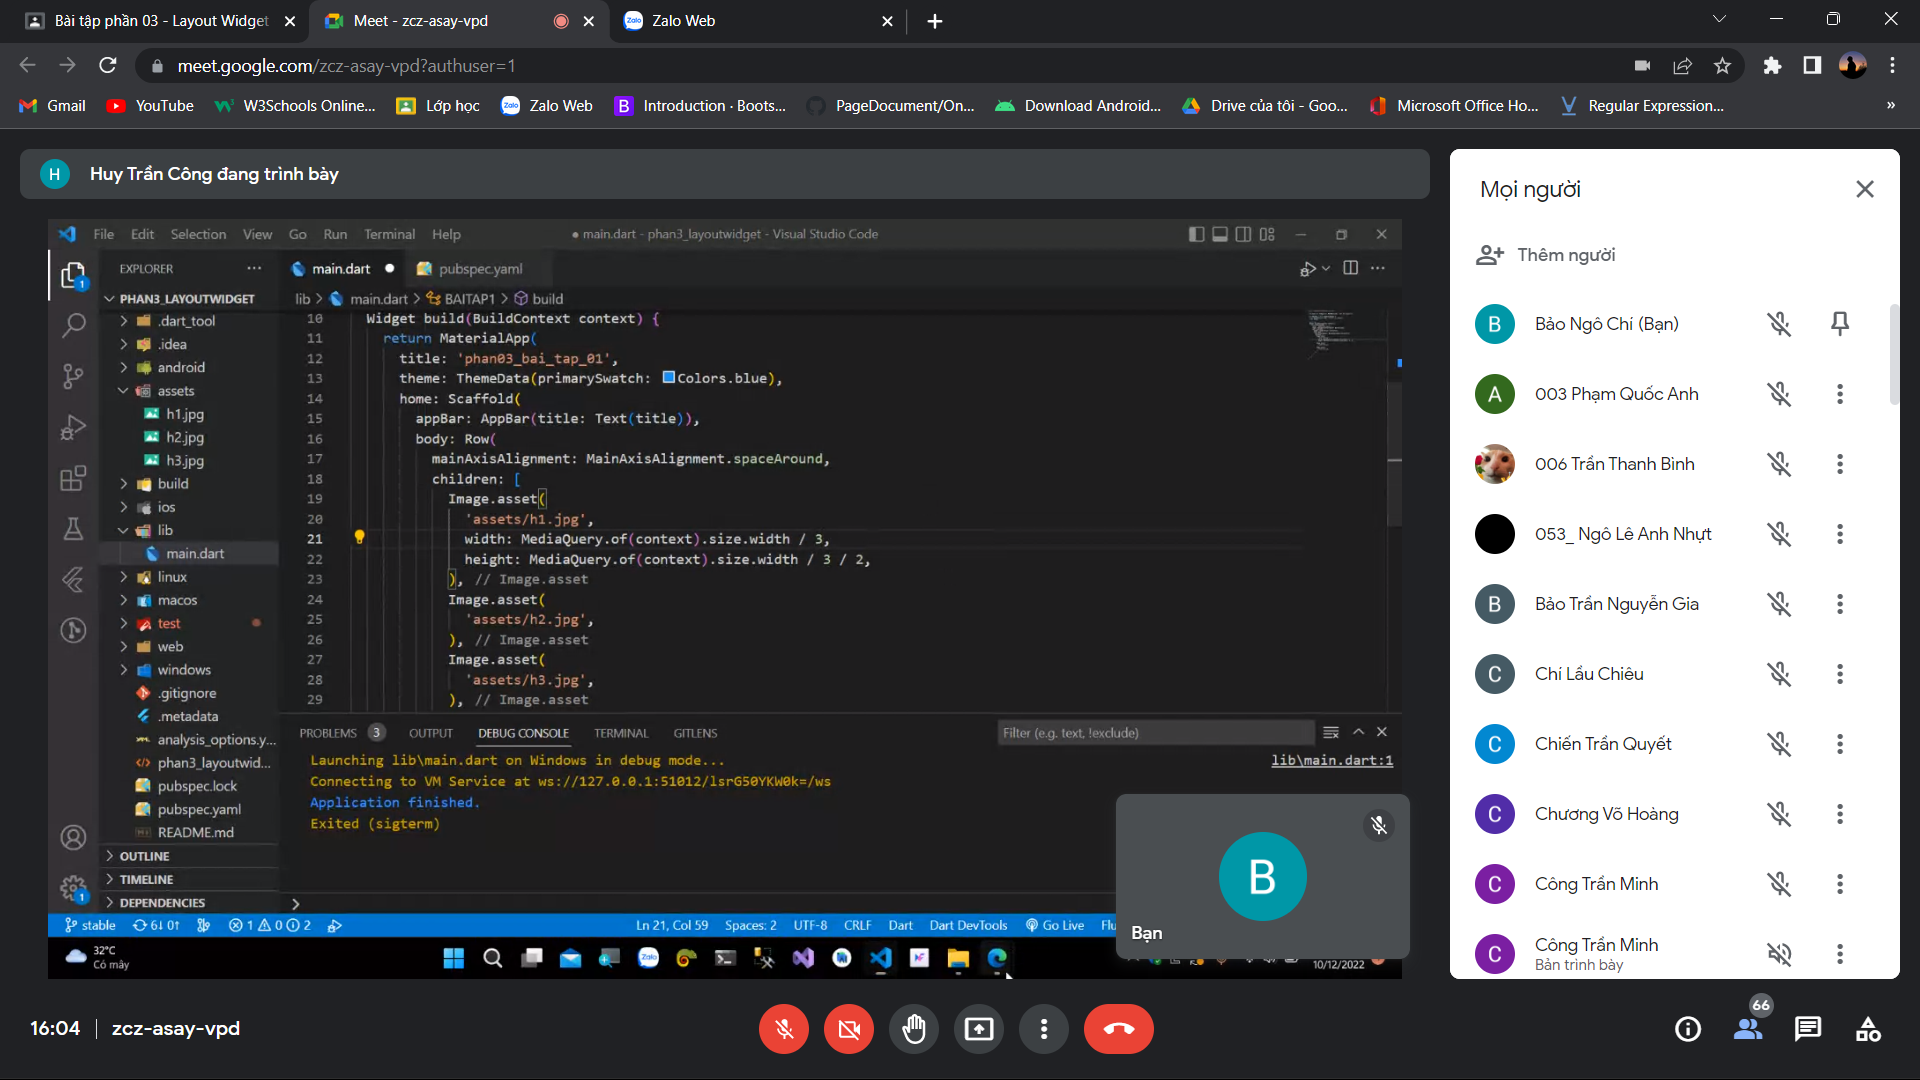 Bài tập phần 03 - Layout Widget
Meet - zcz-asay-vpd
Zalo Web
meet.google.com/zcz-asay-vpd?authuser=1
Gmail
YouTube
W3Schools Online...
Lớp học
Zalo Web
Introduction · Boots...
PageDocument/On...
Download Android...
Drive của tôi - Goo...
Microsoft Office Ho...
Regular Expression...
»
H
Huy Trần Công đang trình bày
File Edit Selection View Go Run Terminal Help
● main.dart - phan3_layoutwidget - Visual Studio Code
EXPLORER
main.dart
pubspec.yaml
PHAN3_LAYOUTWIDGET
lib > main.dart > BAITAP1 > build
.dart_tool
.idea
android
assets
h1.jpg
h2.jpg
h3.jpg
build
ios
lib
main.dart
linux
macos
test
web
windows
.gitignore
.metadata
analysis_options.y...
phan3_layoutwid...
pubspec.lock
pubspec.yaml
README.md
OUTLINE
TIMELINE
DEPENDENCIES
10 Widget build(BuildContext context) {
11 return MaterialApp(
12 title: 'phan03_bai_tap_01',
13 theme: ThemeData(primarySwatch: Colors.blue),
14 home: Scaffold(
15 appBar: AppBar(title: Text(title)),
16 body: Row(
17 mainAxisAlignment: MainAxisAlignment.spaceAround,
18 children: [
19 Image.asset(
20 'assets/h1.jpg',
21 width: MediaQuery.of(context).size.width / 3,
22 height: MediaQuery.of(context).size.width / 3 / 2,
23 ), // Image.asset
24 Image.asset(
25 'assets/h2.jpg',
26 ), // Image.asset
27 Image.asset(
28 'assets/h3.jpg',
29 ), // Image.asset
PROBLEMS 3 OUTPUT DEBUG CONSOLE TERMINAL GITLENS
Filter (e.g. text, !exclude)
Launching lib\main.dart on Windows in debug mode...
lib\main.dart:1
Connecting to VM Service at ws://127.0.0.1:51012/lsrG50YKW0k=/ws
Application finished.
Exited (sigterm)
stable 6↓ 0↑ 1 0 2
Ln 21, Col 59 Spaces: 2 UTF-8 CRLF Dart Dart DevTools Go Live Flu
32°C
Có mây
10/12/2022
B
Bạn
Mọi người
Thêm người
B Bảo Ngô Chí (Bạn)
A 003 Phạm Quốc Anh
006 Trần Thanh Bình
053_ Ngô Lê Anh Nhựt
B Bảo Trần Nguyễn Gia
C Chí Lầu Chiêu
C Chiến Trần Quyết
C Chương Võ Hoàng
C Công Trần Minh
C Công Trần Minh
Bản trình bày
16:04 | zcz-asay-vpd
66